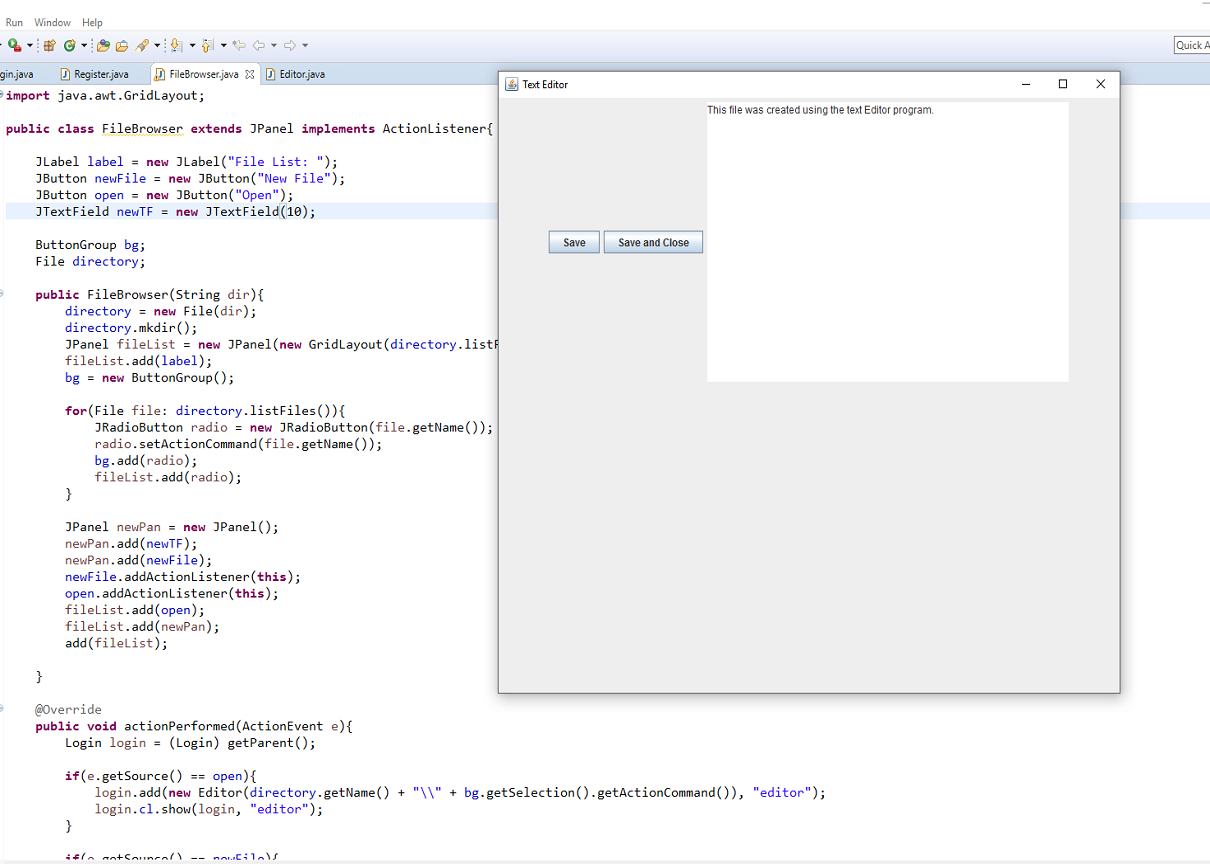 Run Window Help
Quick A
gin.java Register.java FileBrowser.java Editor.java
import java.awt.GridLayout;
public class FileBrowser extends JPanel implements ActionListener{
JLabel label = new JLabel("File List: ");
JButton newFile = new JButton("New File");
JButton open = new JButton("Open");
JTextField newTF = new JTextField(10);
ButtonGroup bg;
File directory;
public FileBrowser(String dir){
directory = new File(dir);
directory.mkdir();
JPanel fileList = new JPanel(new GridLayout(directory.listF
fileList.add(label);
bg = new ButtonGroup();
for(File file: directory.listFiles()){
JRadioButton radio = new JRadioButton(file.getName());
radio.setActionCommand(file.getName());
bg.add(radio);
fileList.add(radio);
}
JPanel newPan = new JPanel();
newPan.add(newTF);
newPan.add(newFile);
newFile.addActionListener(this);
open.addActionListener(this);
fileList.add(open);
fileList.add(newPan);
add(fileList);
}
@Override
public void actionPerformed(ActionEvent e){
Login login = (Login) getParent();
if(e.getSource() == open){
login.add(new Editor(directory.getName() + "\\" + bg.getSelection().getActionCommand()), "editor");
login.cl.show(login, "editor");
}
if(e.getSource() == newFile){
Text Editor
This file was created using the text Editor program.
Save Save and Close